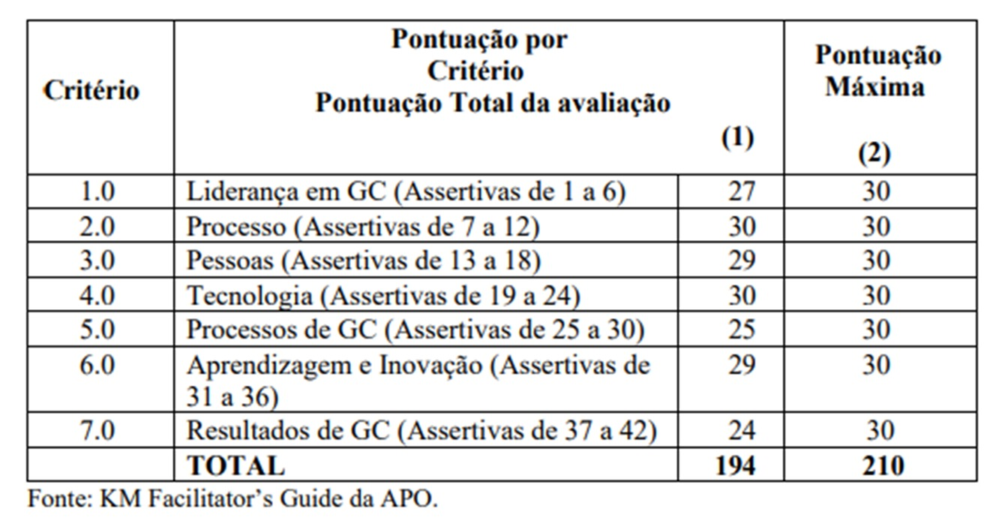 Critério
Pontuação por
Critério
Pontuação Total da avaliação
(1)
Pontuação
Máxima
(2)
1.0 Liderança em GC (Assertivas de 1 a 6) 27 30
2.0 Processo (Assertivas de 7 a 12) 30 30
3.0 Pessoas (Assertivas de 13 a 18) 29 30
4.0 Tecnologia (Assertivas de 19 a 24) 30 30
5.0 Processos de GC (Assertivas de 25 a 30) 25 30
6.0 Aprendizagem e Inovação (Assertivas de 29 30
31 a 36)
7.0 Resultados de GC (Assertivas de 37 a 42) 24 30
TOTAL 194 210
Fonte: KM Facilitator’s Guide da APO.